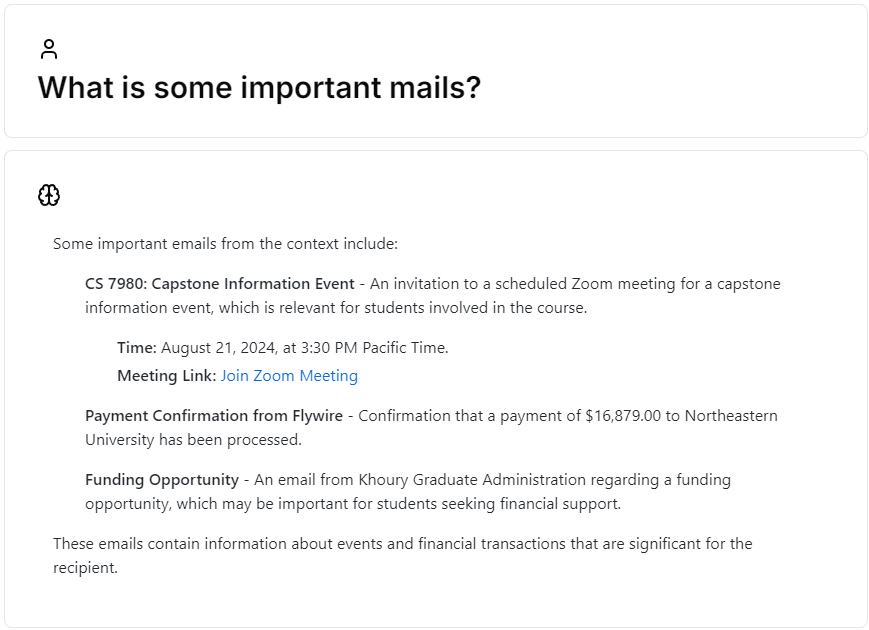 What is some important mails?
Some important emails from the context include:
CS 7980: Capstone Information Event - An invitation to a scheduled Zoom meeting for a capstone
information event, which is relevant for students involved in the course.
Time: August 21, 2024, at 3:30 PM Pacific Time.
Meeting Link: Join Zoom Meeting
Payment Confirmation from Flywire - Confirmation that a payment of $16,879.00 to Northeastern
University has been processed.
Funding Opportunity - An email from Khoury Graduate Administration regarding a funding
opportunity, which may be important for students seeking financial support.
These emails contain information about events and financial transactions that are significant for the
recipient.